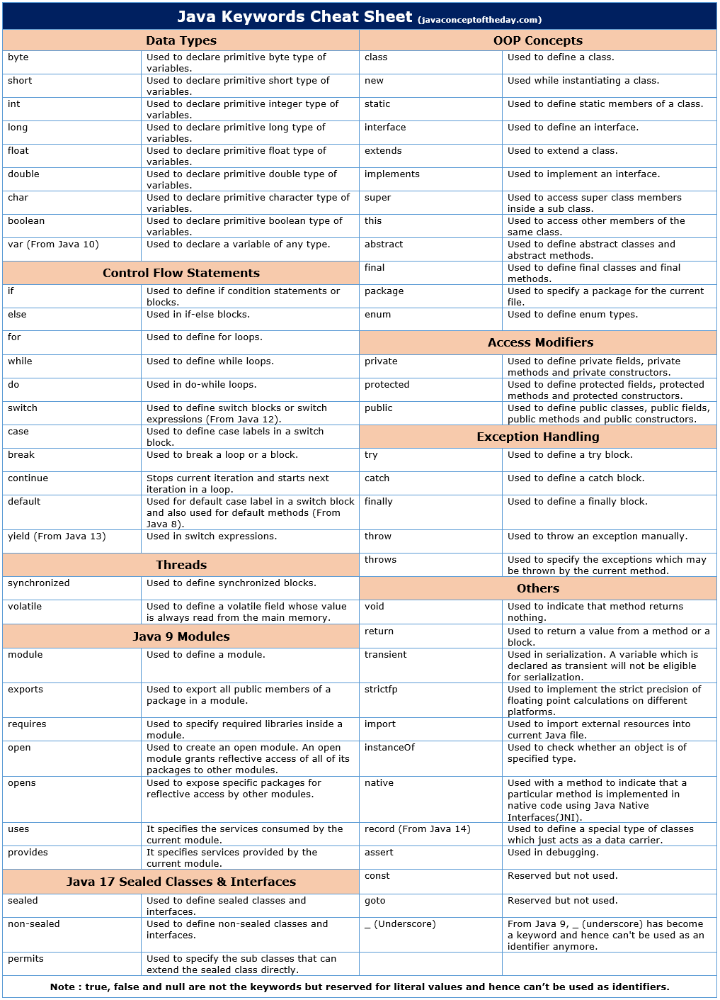 Java Keywords Cheat Sheet (javaconceptoftheday.com)
Data Types
byte
Used to declare primitive byte type of
variables.
short
Used to declare primitive short type of
variables.
int
Used to declare primitive integer type of
variables.
long
Used to declare primitive long type of
variables.
float
Used to declare primitive float type of
variables.
double
Used to declare primitive double type of
variables.
char
Used to declare primitive character type of
variables.
boolean
Used to declare primitive boolean type of
variables.
var (From Java 10)
Used to declare a variable of any type.
Control Flow Statements
if
Used to define if condition statements or
blocks.
else
Used in if-else blocks.
for
Used to define for loops.
while
Used to define while loops.
do
Used in do-while loops.
switch
Used to define switch blocks or switch
expressions (From Java 12).
case
Used to define case labels in a switch
block.
break
Used to break a loop or a block.
continue
Stops current iteration and starts next
iteration in a loop.
default
Used for default case label in a switch block
and also used for default methods (From
Java 8).
yield (From Java 13)
Used in switch expressions.
Threads
synchronized
Used to define synchronized blocks.
volatile
Used to define a volatile field whose value
is always read from the main memory.
Java 9 Modules
module
Used to define a module.
exports
Used to export all public members of a
package in a module.
requires
Used to specify required libraries inside a
module.
open
Used to create an open module. An open
module grants reflective access of all of its
packages to other modules.
opens
Used to expose specific packages for
reflective access by other modules.
uses
It specifies the services consumed by the
current module.
provides
It specifies services provided by the
current module.
Java 17 Sealed Classes & Interfaces
sealed
Used to define sealed classes and
interfaces.
non-sealed
Used to define non-sealed classes and
interfaces.
permits
Used to specify the sub classes that can
extend the sealed class directly.
OOP Concepts
class
Used to define a class.
new
Used while instantiating a class.
static
Used to define static members of a class.
interface
Used to define an interface.
extends
Used to extend a class.
implements
Used to implement an interface.
super
Used to access super class members
inside a sub class.
this
Used to access other members of the
same class.
abstract
Used to define abstract classes and
abstract methods.
final
Used to define final classes and final
methods.
package
Used to specify a package for the current
file.
enum
Used to define enum types.
Access Modifiers
private
Used to define private fields, private
methods and private constructors.
protected
Used to define protected fields, protected
methods and protected constructors.
public
Used to define public classes, public fields,
public methods and public constructors.
Exception Handling
try
Used to define a try block.
catch
Used to define a catch block.
finally
Used to define a finally block.
throw
Used to throw an exception manually.
throws
Used to specify the exceptions which may
be thrown by the current method.
Others
void
Used to indicate that method returns
nothing.
return
Used to return a value from a method or a
block.
transient
Used in serialization. A variable which is
declared as transient will not be eligible
for serialization.
strictfp
Used to implement the strict precision of
floating point calculations on different
platforms.
import
Used to import external resources into
current Java file.
instanceOf
Used to check whether an object is of
specified type.
native
Used with a method to indicate that a
particular method is implemented in
native code using Java Native
Interfaces(JNI).
record (From Java 14)
Used to define a special type of classes
which just acts as a data carrier.
assert
Used in debugging.
const
Reserved but not used.
goto
Reserved but not used.
_ (Underscore)
From Java 9, _ (underscore) has become
a keyword and hence can't be used as an
identifier anymore.
Note : true, false and null are not the keywords but reserved for literal values and hence can’t be used as identifiers.